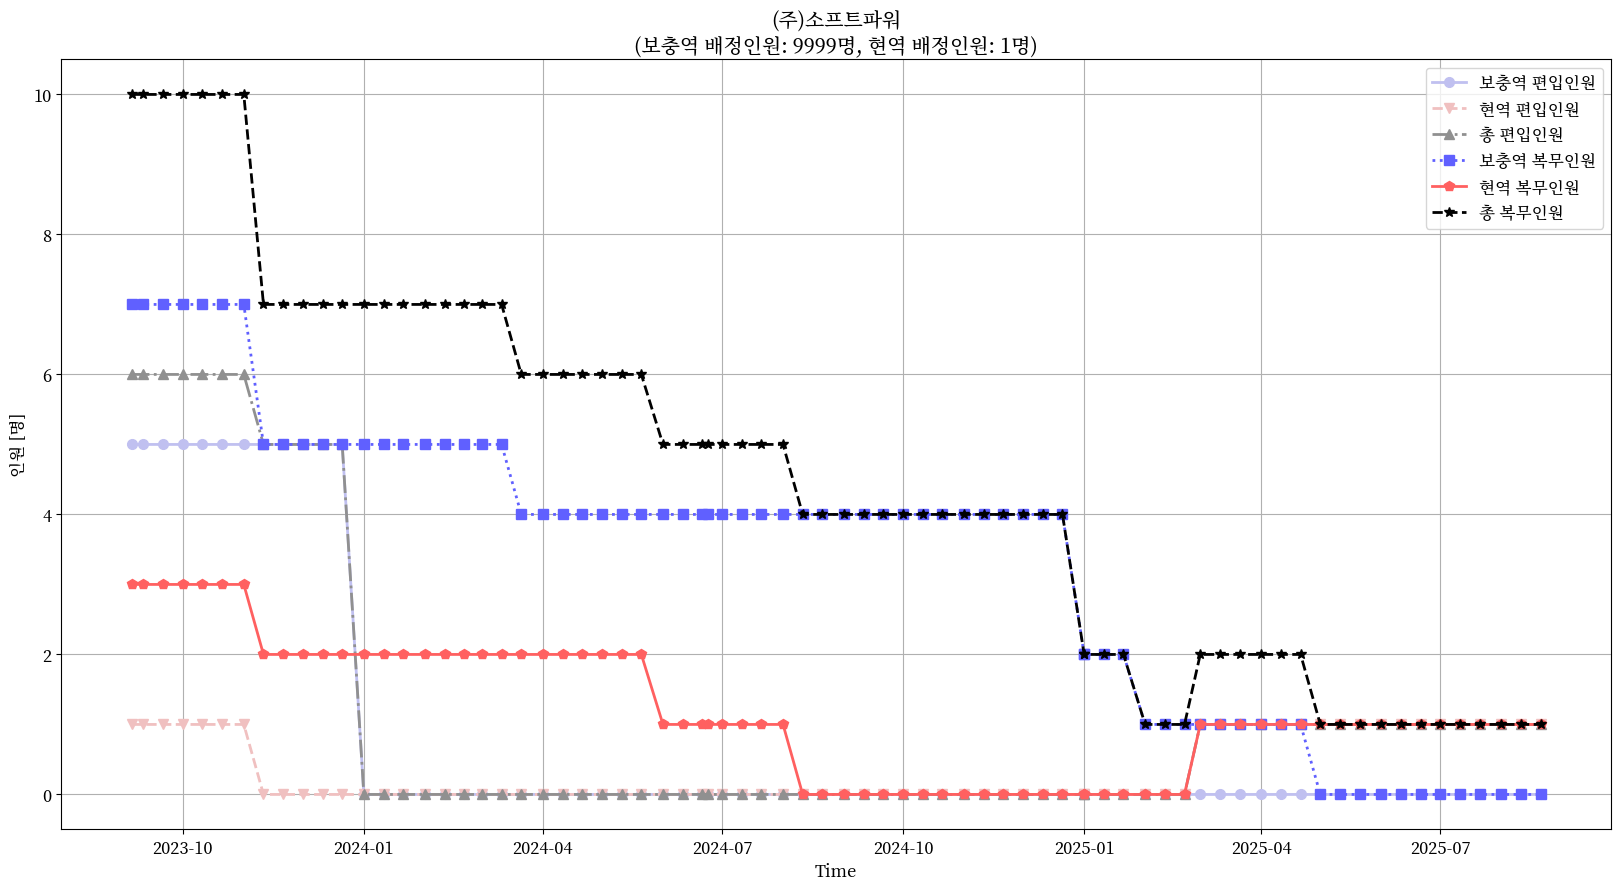 (주)소프트파워
(보충역 배정인원: 9999명, 현역 배정인원: 1명)
보충역 편입인원
현역 편입인원
총 편입인원
보충역 복무인원
현역 복무인원
총 복무인원
인원 [명]
10
8
6
4
2
0
2023-10
2024-01
2024-04
2024-07
2024-10
2025-01
2025-04
2025-07
Time